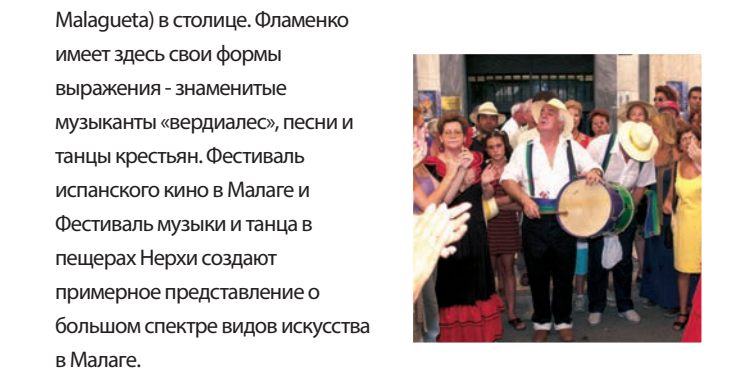 Malagueta) в столице. Фламенко
имеет здесь свои формы
выражения - знаменитые
музыканты «вердиалес», песни и
танцы крестьян. Фестиваль
испанского кино в Малаге и
Фестиваль музыки и танца в
пещерах Нерхи создают
примерное представление о
большом спектре видов искусства
в Малаге.